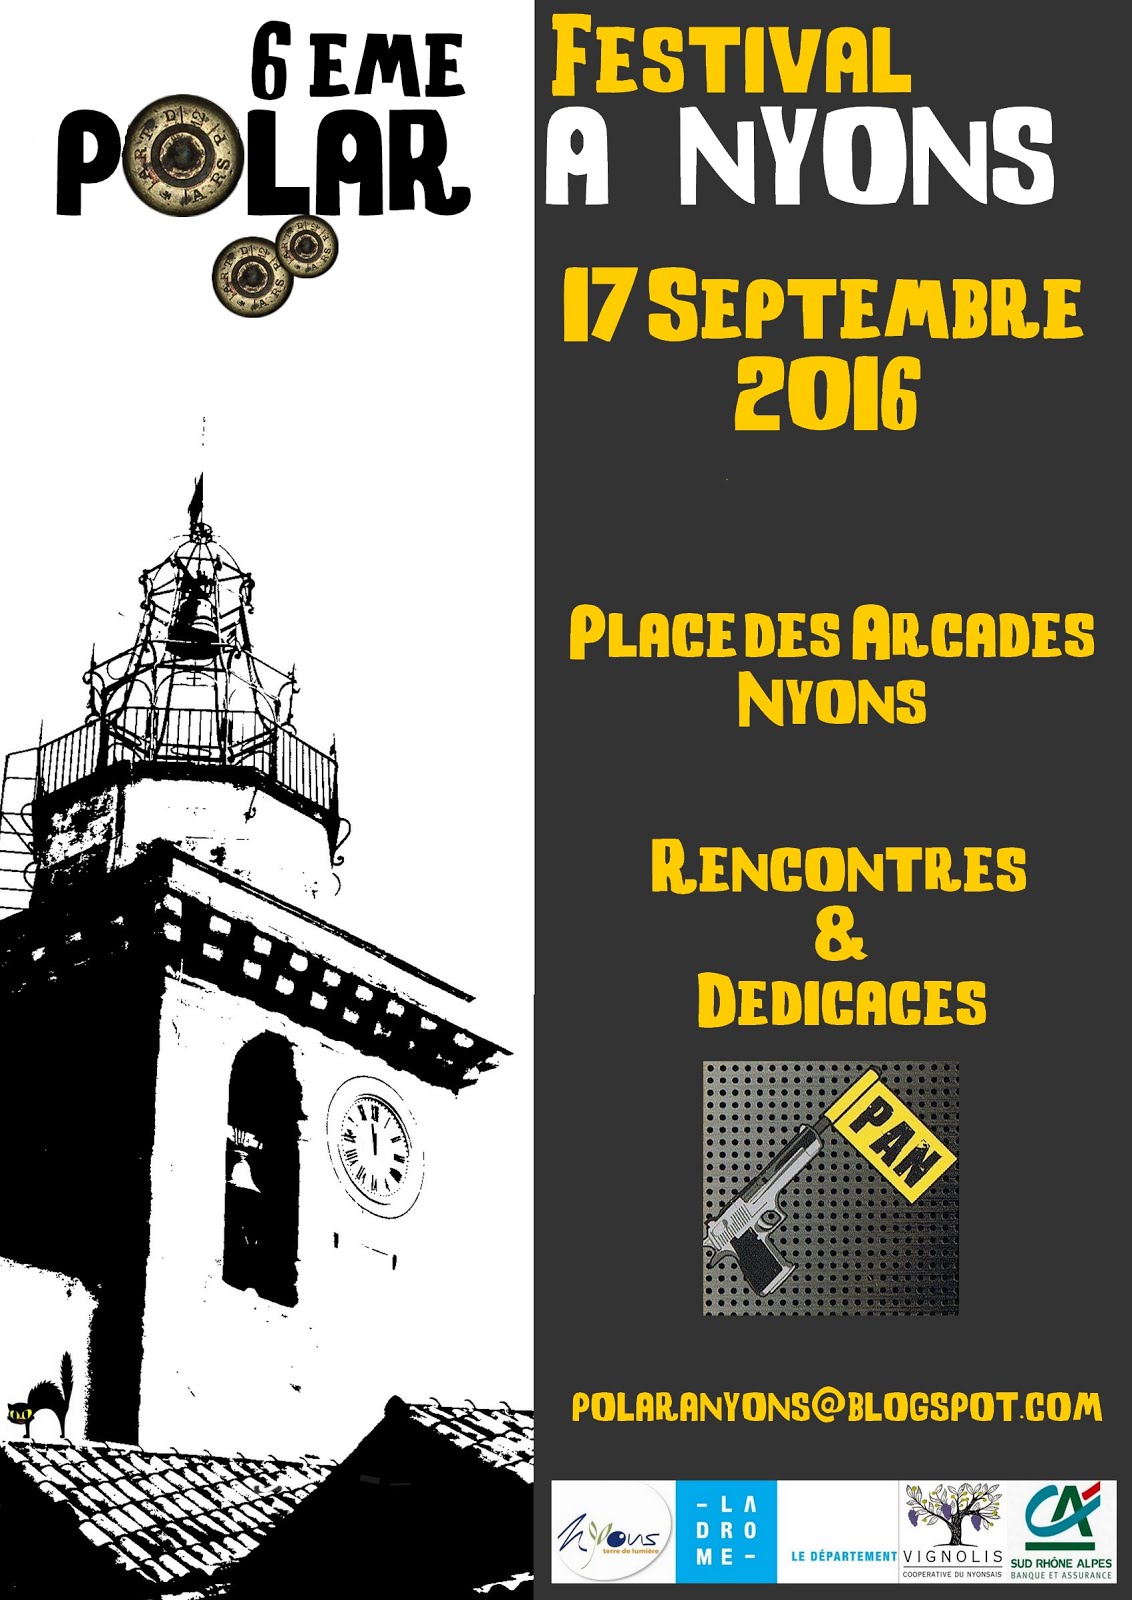 6 EME
POLAR
FESTIVAL
A NYONS
17 SEPTEMBRE
2016
PLACE DES ARCADES
NYONS
RENCONTRES
&
DEDICACES
PAN
POLARANYONS@BLOGSPOT.COM
nyons
terre de lumière
-LA
DRO
ME-
LE DÉPARTEMENT
VIGNOLIS
COOPERATIVE DU NYONSAIS
CA
SUD RHÔNE ALPES
BANQUE ET ASSURANCE